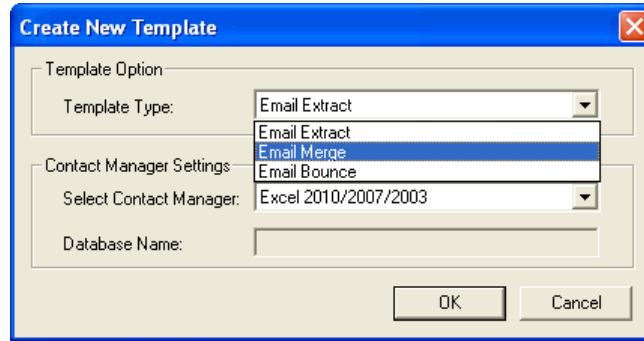 Create New Template
Template Option
Template Type: Email Extract
Email Extract
Email Merge
Email Bounce
Contact Manager Settings
Select Contact Manager: Excel 2010/2007/2003
Database Name:
OK Cancel